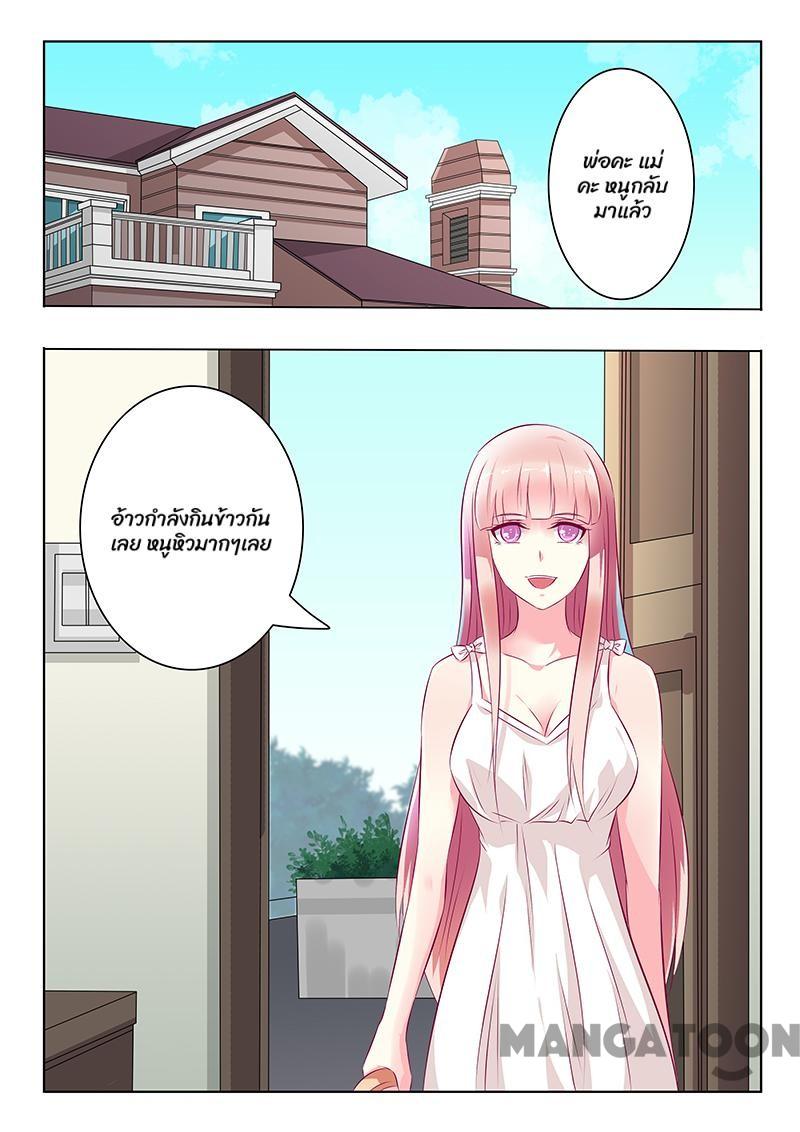 พ่อคะ แม่
คะ หนูกลับ
มาแล้ว
อ้าวกำลังกินข้าวกัน
เลย หนูหิวมากๆเลย
MANGATOON